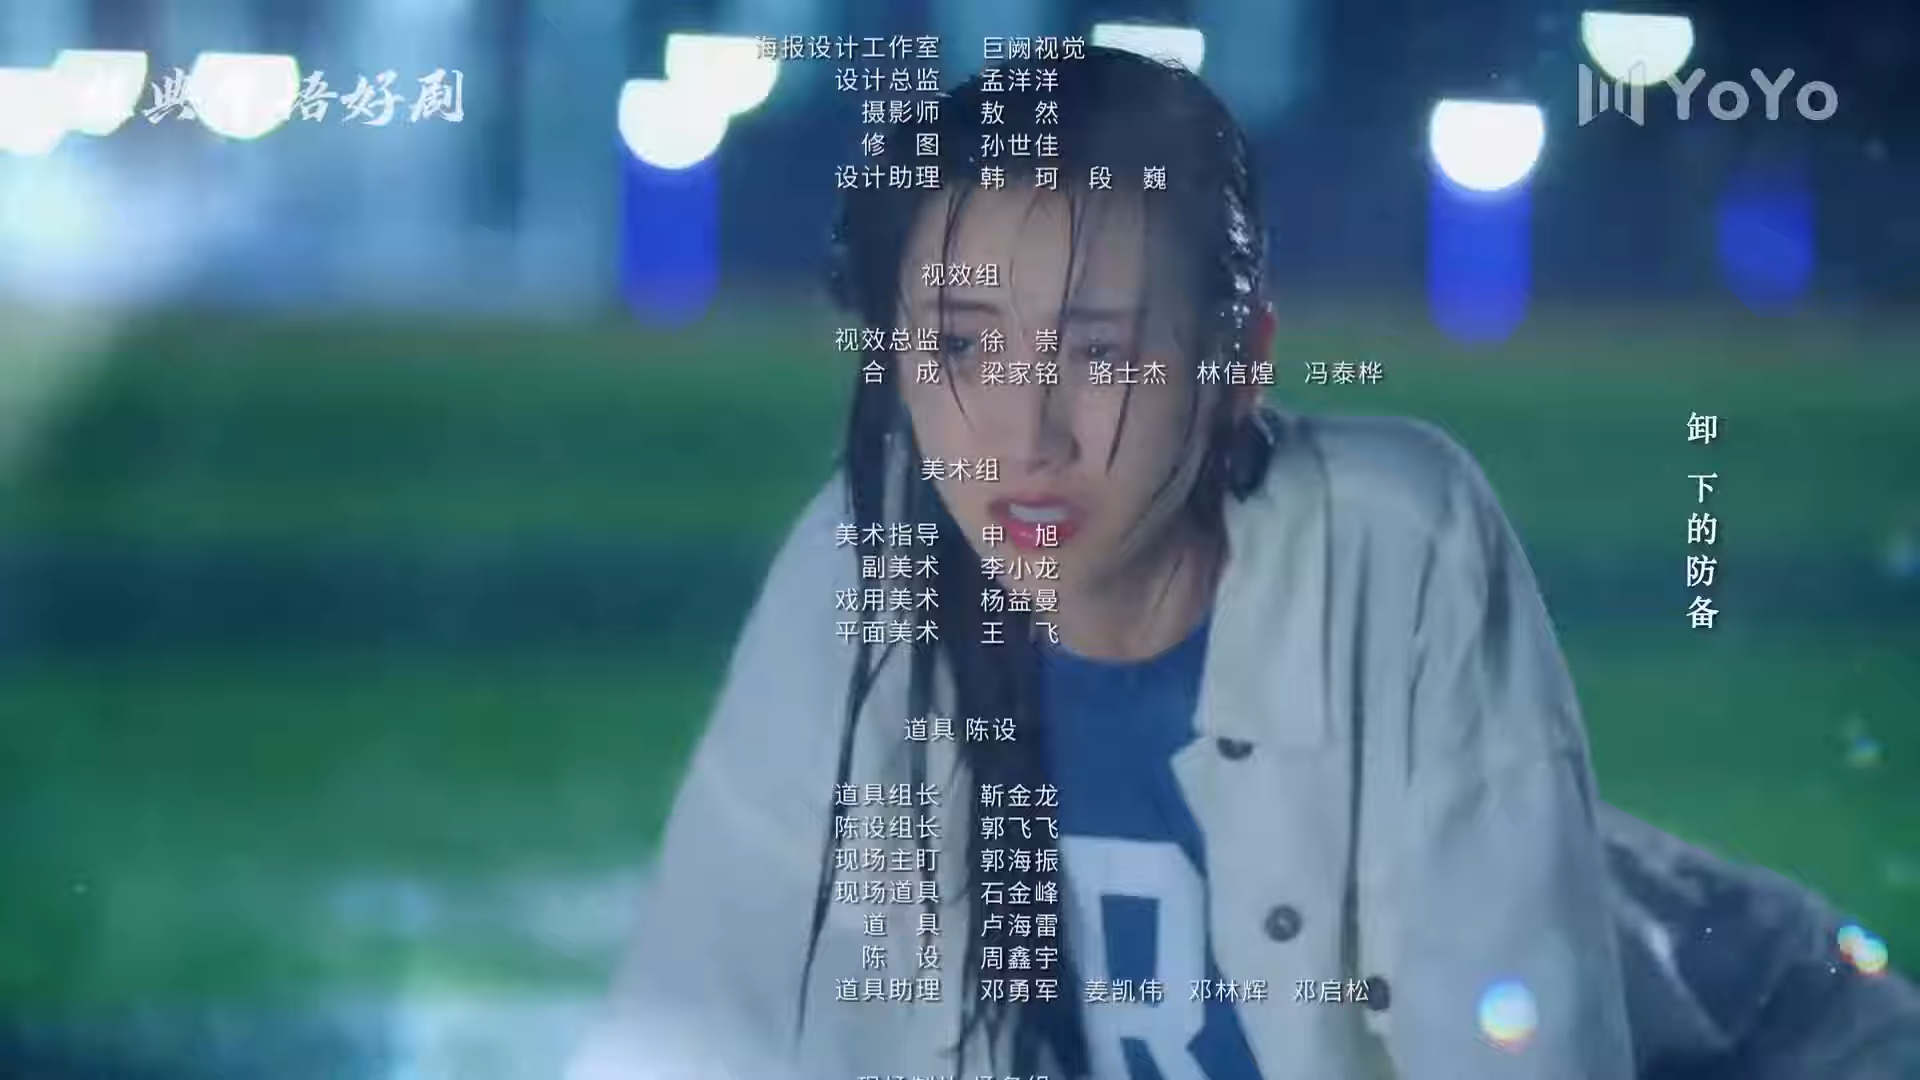 典
语好剧
YoYo
海报设计工作室 巨阙视觉
设计总监 孟洋洋
摄影师 敖 然
修 图 孙世佳
设计助理 韩 珂 段 巍
视效组
视效总监 徐 崇
合 成 梁家铭 骆士杰 林信煌 冯泰桦
美术组
美术指导 申 旭
副美术 李小龙
戏用美术 杨益曼
平面美术 王 飞
道具 陈设
道具组长 靳金龙
陈设组长 郭飞飞
现场主盯 郭海振
现场道具 石金峰
道 具 卢海雷
陈 设 周鑫宇
道具助理 邓勇军 姜凯伟 邓林辉 邓启松
卸 下的防备
R